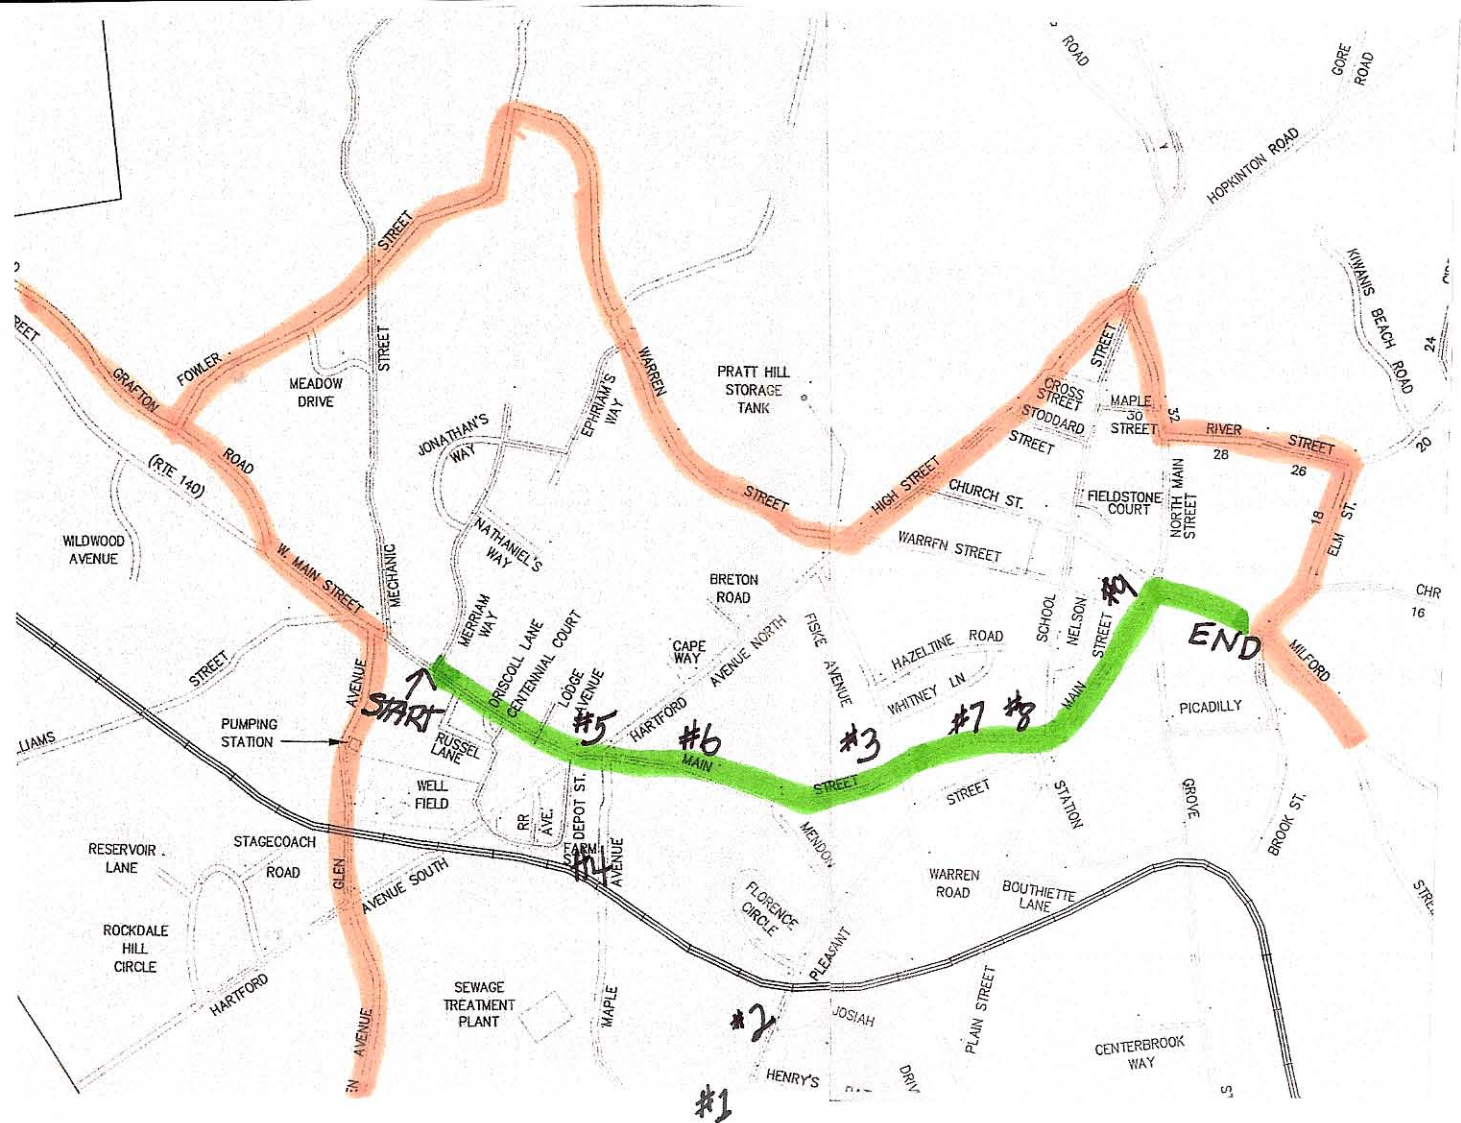 ROAD
GORE
ROAD
HOPKINTON ROAD
STREET
KIWANIS BEACH ROAD
24
GRAFTON
ROAD
FOWLER
STREET
MEADOW
DRIVE
WARREN
STREET
PRATT HILL
STORAGE
TANK
EPHRIAM'S
WAY
JONATHAN'S
WAY
CROSS
STREET
STODDARD
STREET
STREET
MAPLE
30
STREET
32
RIVER
STREET
28
26
20
(RTE 140)
HIGH STREET
CHURCH ST.
FIELDSTONE
COURT
NORTH MAIN
STREET
18
ELM ST.
WILDWOOD
AVENUE
W. MAIN STREET
MECHANIC
NATHANIEL'S
WAY
WARREN STREET
BRETON
ROAD
CHR
16
MERRIAM
WAY
DRISCOLL LANE
CENTENNIAL COURT
LODGE
AVENUE
CAPE
WAY
AVENUE NORTH
HARTFORD
FISKE
AVENUE
HAZELTINE ROAD
WHITNEY LN
SCHOOL
NELSON
STREET
#9
END
MILFORD
STREET
AVENUE
START
PUMPING
STATION
RUSSEL
LANE
#5
#6
MAIN
#3
STREET
#7
#8
MAIN
PICADILLY
LIAMS
WELL
FIELD
RR
AVE.
DEPOT ST.
FARM
#4
AVENUE
MENDON
STREET
STATION
GROVE
BROOK ST.
RESERVOIR
LANE
STAGECOACH
ROAD
GLEN
AVENUE SOUTH
HARTFORD
ROCKDALE
HILL
CIRCLE
FLORENCE
CIRCLE
PLEASANT
WARREN
ROAD
BOUTHIETTE
LANE
SEWAGE
TREATMENT
PLANT
MAPLE
#2
JOSIAH
PLAIN STREET
CENTERBROOK
WAY
AVENUE
HENRY'S
#1